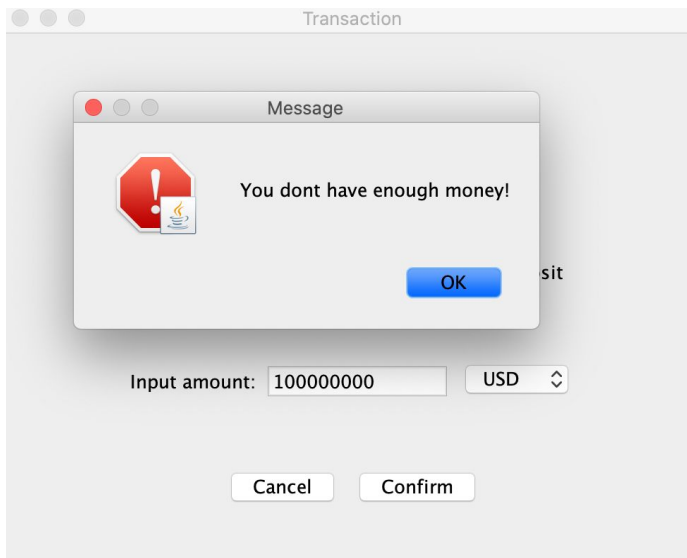 Transaction
Message
You dont have enough money!
OK
sit
Input amount: 100000000 USD
Cancel Confirm